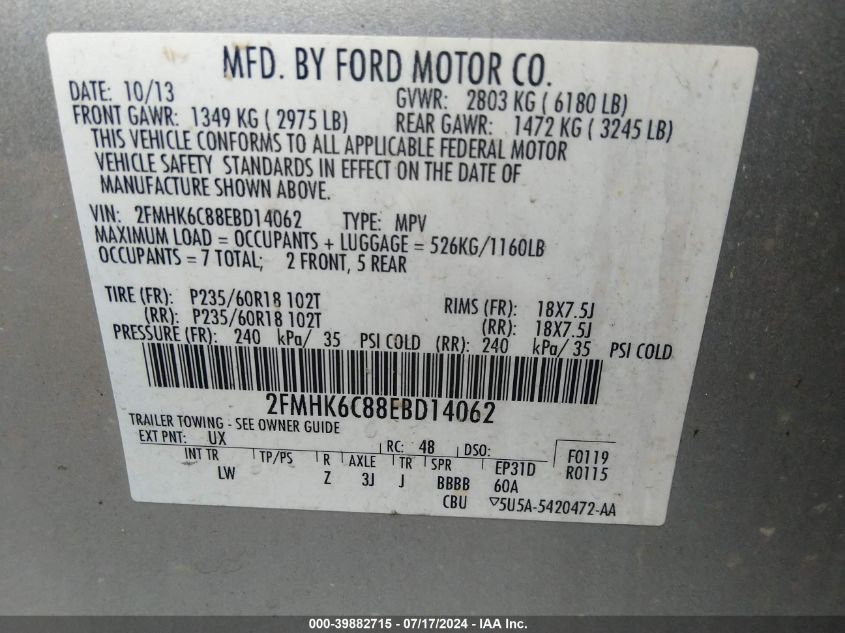 MFD. BY FORD MOTOR CO.
DATE: 10/13 GVWR: 2803 KG ( 6180 LB)
FRONT GAWR: 1349 KG ( 2975 LB) REAR GAWR: 1472 KG ( 3245 LB)
THIS VEHICLE CONFORMS TO ALL APPLICABLE FEDERAL MOTOR
VEHICLE SAFETY STANDARDS IN EFFECT ON THE DATE OF
MANUFACTURE SHOWN ABOVE.
VIN: 2FMHK6C88EBD14062 TYPE: MPV
MAXIMUM LOAD = OCCUPANTS + LUGGAGE = 526KG/1160LB
OCCUPANTS = 7 TOTAL; 2 FRONT, 5 REAR
TIRE (FR): P235/60R18 102T RIMS (FR): 18X7.5J
(RR): P235/60R18 102T (RR): 18X7.5J
PRESSURE (FR): 240 kPa/ 35 PSI COLD (RR): 240 kPa/ 35 PSI COLD
2FMHK6C88EBD14062
TRAILER TOWING - SEE OWNER GUIDE
EXT PNT: UX RC: 48 DSO: F0119
INT TR TP/PS R AXLE TR SPR EP31D R0115
LW Z 3J J BBBB 60A
CBU ▽5U5A-5420472-AA
000-39882715 - 07/17/2024 - IAA Inc.